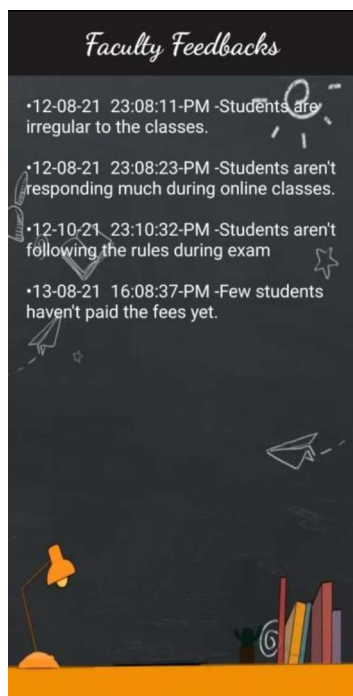 Faculty Feedbacks
•12-08-21 23:08:11-PM -Students are
irregular to the classes.
•12-08-21 23:08:23-PM -Students aren't
responding much during online classes.
•12-10-21 23:10:32-PM -Students aren't
following the rules during exam
•13-08-21 16:08:37-PM -Few students
haven't paid the fees yet.